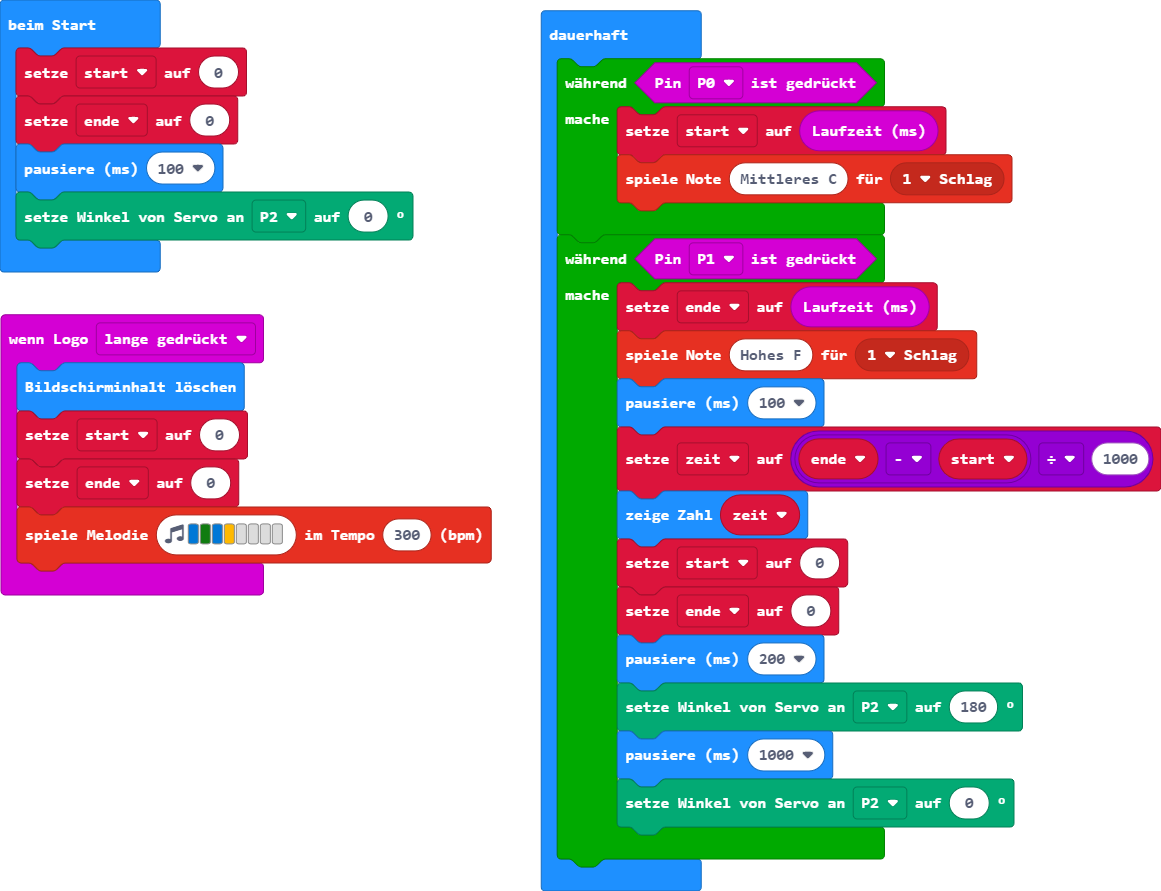 beim Start
setze start auf 0
setze ende auf 0
pausiere (ms) 100
setze Winkel von Servo an P2 auf 0 °
wenn Logo lange gedrückt
Bildschirminhalt löschen
setze start auf 0
setze ende auf 0
spiele Melodie im Tempo 300 (bpm)
dauerhaft
während Pin P0 ist gedrückt
mache
setze start auf Laufzeit (ms)
spiele Note Mittleres C für 1 Schlag
während Pin P1 ist gedrückt
mache
setze ende auf Laufzeit (ms)
spiele Note Hohes F für 1 Schlag
pausiere (ms) 100
setze zeit auf ende - start ÷ 1000
zeige Zahl zeit
setze start auf 0
setze ende auf 0
pausiere (ms) 200
setze Winkel von Servo an P2 auf 180 °
pausiere (ms) 1000
setze Winkel von Servo an P2 auf 0 °